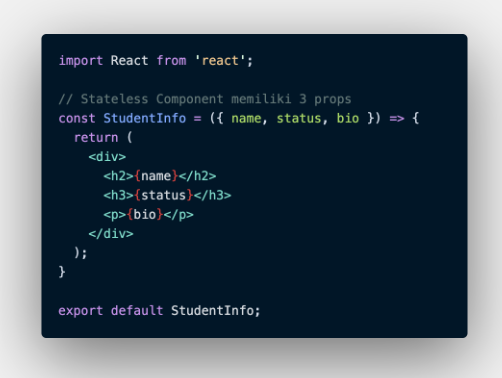 import React from 'react';
// Stateless Component memiliki 3 props
const StudentInfo = ({ name, status, bio }) => {
  return (
    <div>
      <h2>{name}</h2>
      <h3>{status}</h3>
      <p>{bio}</p>
    </div>
  );
}
export default StudentInfo;